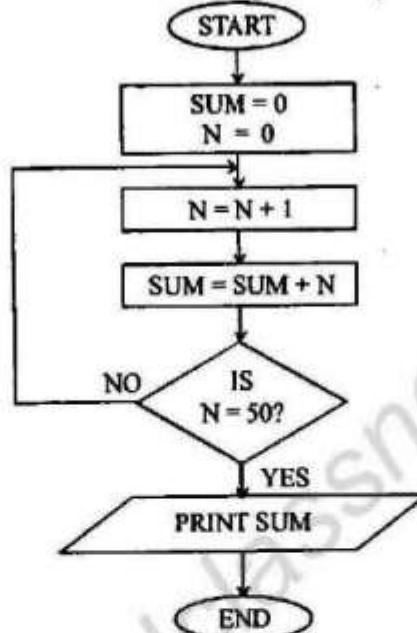 START
SUM = 0
N = 0
N = N + 1
SUM = SUM + N
IS
N = 50?
NO
YES
PRINT SUM
END